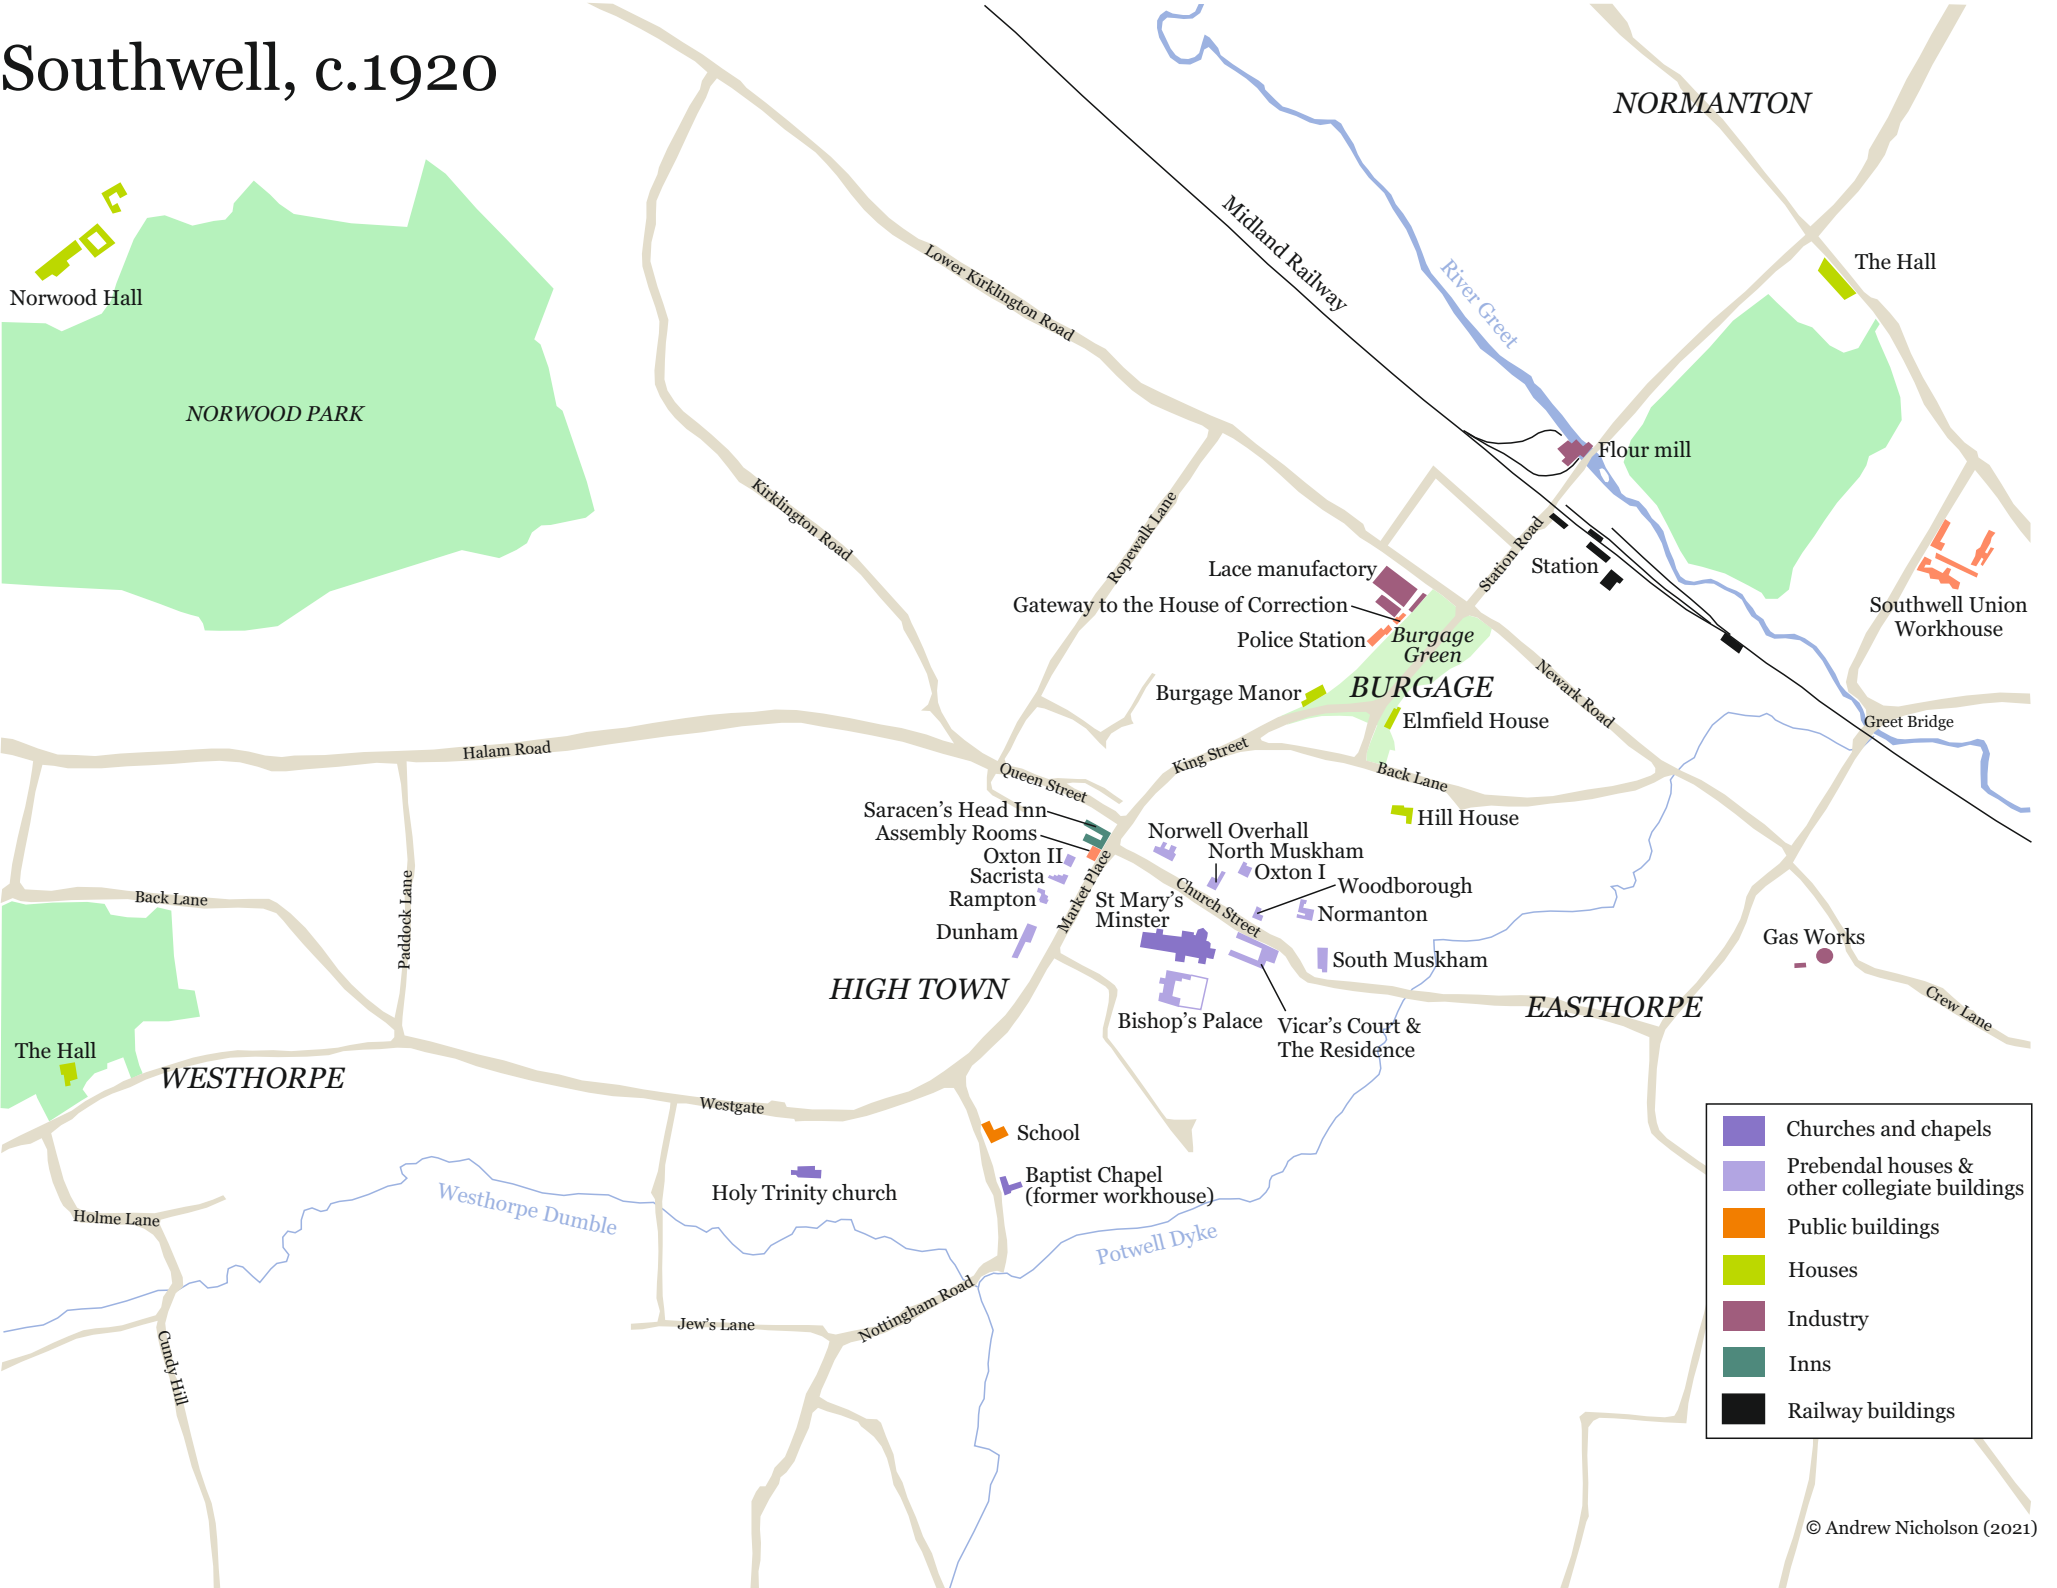 Southwell, c.1920
NORMANTON
Midland Railway
River Greet
The Hall
Norwood Hall
Lower Kirklington Road
NORWOOD PARK
Flour mill
Kirklington Road
Ropewalk Lane
Station Road
Station
Lace manufactory
Gateway to the House of Correction
Police Station
Burgage
Green
Southwell Union
Workhouse
Burgage Manor
BURGAGE
Newark Road
Elmfield House
Greet Bridge
Halam Road
King Street
Queen Street
Back Lane
Saracen's Head Inn
Assembly Rooms
Hill House
Norwell Overhall
North Muskham
Oxton II
Oxton I
Sacrista
Rampton
Woodborough
Back Lane
Paddock Lane
Market Place
St Mary's
Minster
Church Street
Normanton
Dunham
Gas Works
South Muskham
HIGH TOWN
EASTHORPE
Crew Lane
Bishop's Palace
Vicar's Court &
The Residence
The Hall
WESTHORPE
Westgate
School
Holy Trinity church
Baptist Chapel
(former workhouse)
Westhorpe Dumble
Holme Lane
Potwell Dyke
Nottingham Road
Jew's Lane
Cundy Hill
Churches and chapels
Prebendal houses &
other collegiate buildings
Public buildings
Houses
Industry
Inns
Railway buildings
© Andrew Nicholson (2021)